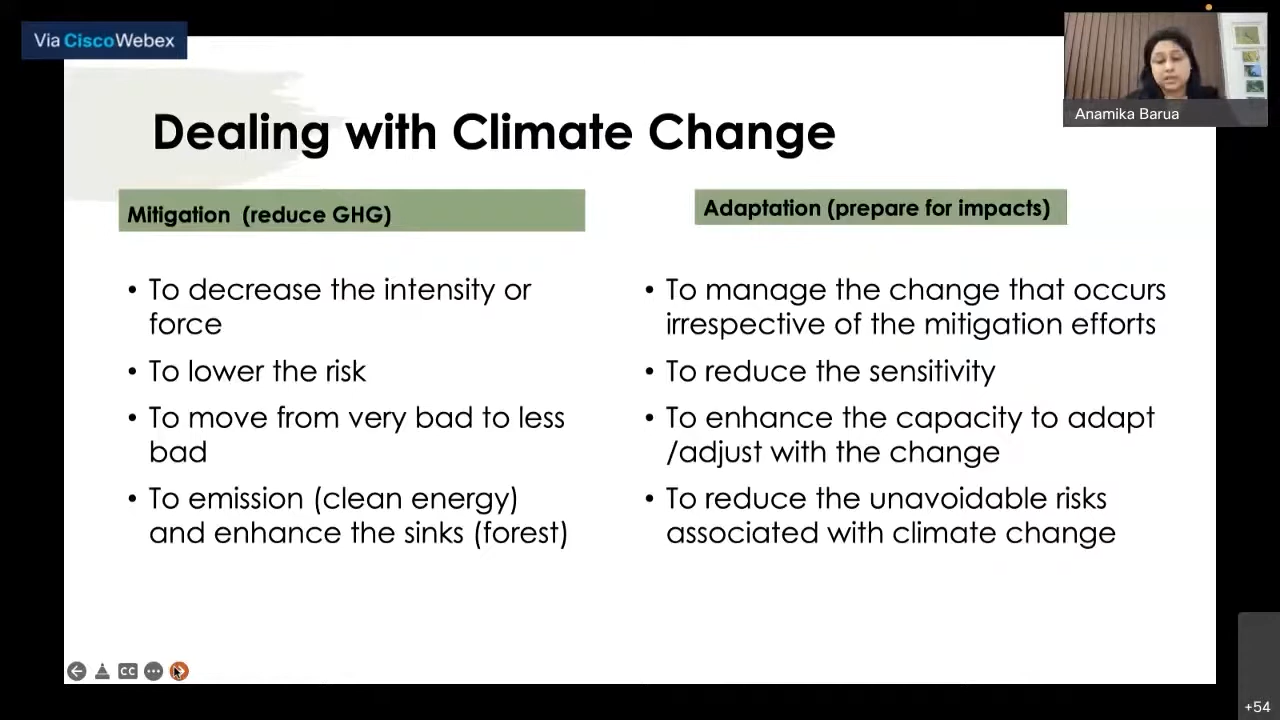 Via CiscoWebex
Anamika Barua
Dealing with Climate Change
Mitigation (reduce GHG)
• To decrease the intensity or
force
• To lower the risk
• To move from very bad to less
bad
• To emission (clean energy)
and enhance the sinks (forest)
Adaptation (prepare for impacts)
• To manage the change that occurs
irrespective of the mitigation efforts
• To reduce the sensitivity
• To enhance the capacity to adapt
/adjust with the change
• To reduce the unavoidable risks
associated with climate change
CC
+54